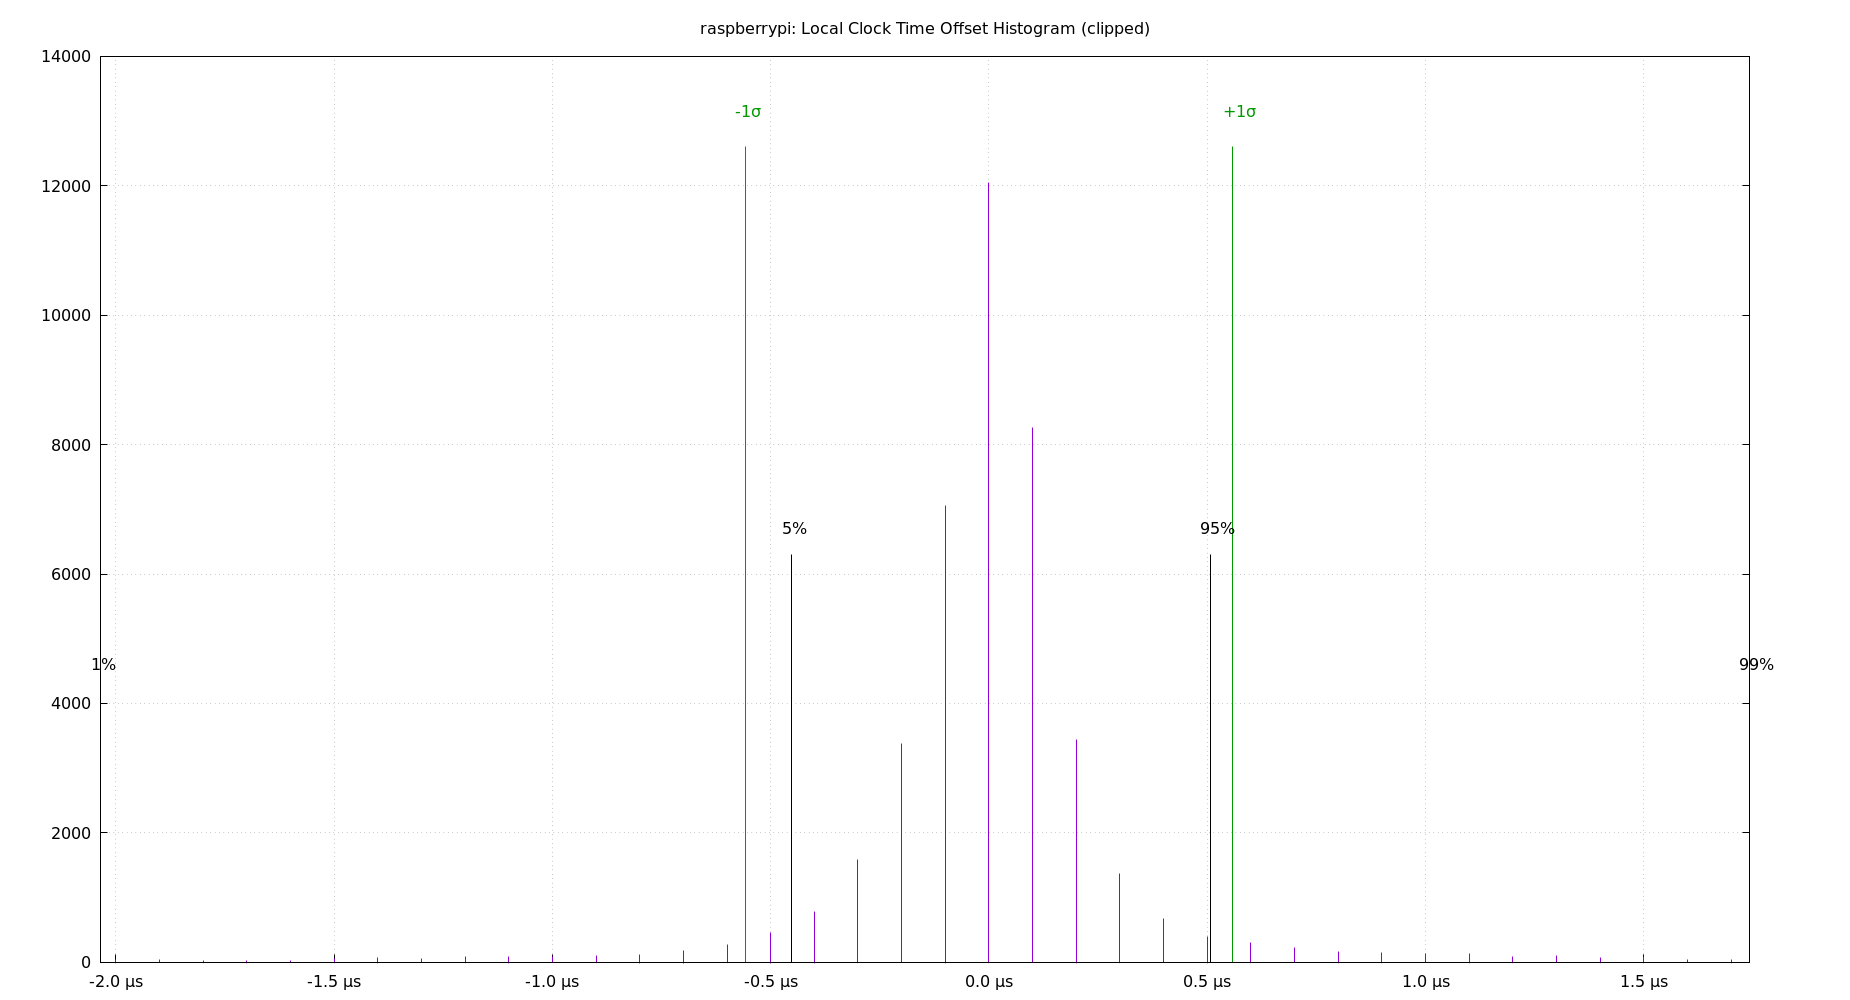 raspberrypi: Local Clock Time Offset Histogram (clipped)
14000
-1σ
+1σ
12000
10000
8000
5%
95%
6000
1%
99%
4000
2000
0
-2.0 µs
-1.5 µs
-1.0 µs
-0.5 µs
0.0 µs
0.5 µs
1.0 µs
1.5 µs